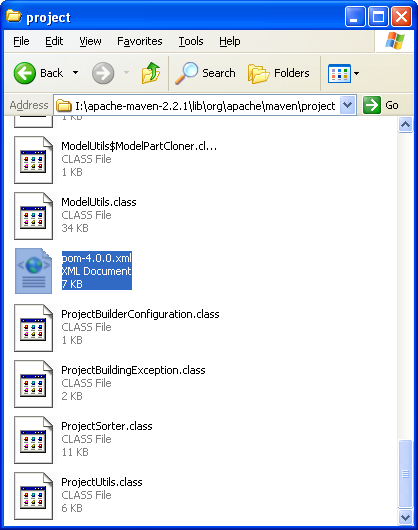 project
File Edit View Favorites Tools Help
Back Search Folders
Address I:\apache-maven-2.2.1\lib\org\apache\maven\project Go
1 KB
ModelUtils$ModelPartCloner.cl...
CLASS File
1 KB
ModelUtils.class
CLASS File
34 KB
pom-4.0.0.xml
XML Document
7 KB
ProjectBuilderConfiguration.class
CLASS File
1 KB
ProjectBuildingException.class
CLASS File
2 KB
ProjectSorter.class
CLASS File
11 KB
ProjectUtils.class
CLASS File
6 KB